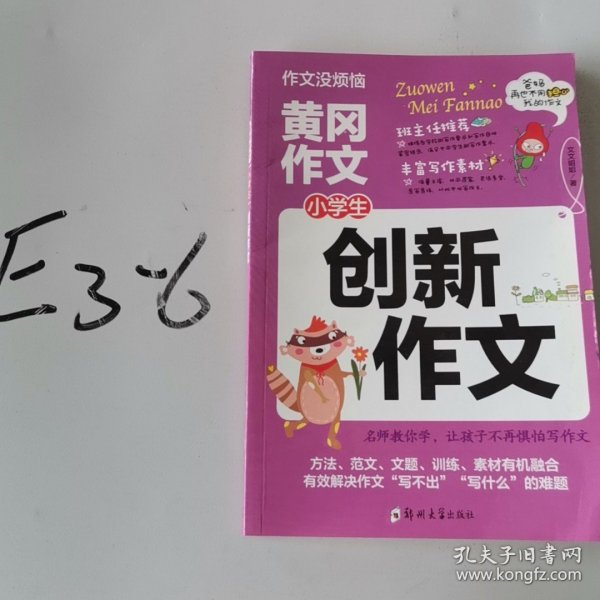 作文没烦恼
黄冈
作文
小学生
Zuowen
Mei Fannao
班主任推荐
丰富写作素材
爸妈
再也不用担心
我的作文
文文姐姐 著
创新
作文
名师教你学，让孩子不再惧怕写作文
方法、范文、文题、训练、素材有机融合
有效解决作文“写不出”“写什么”的难题
郑州大学出版社
E3-6
孔夫子旧书网
www.kongfz.com